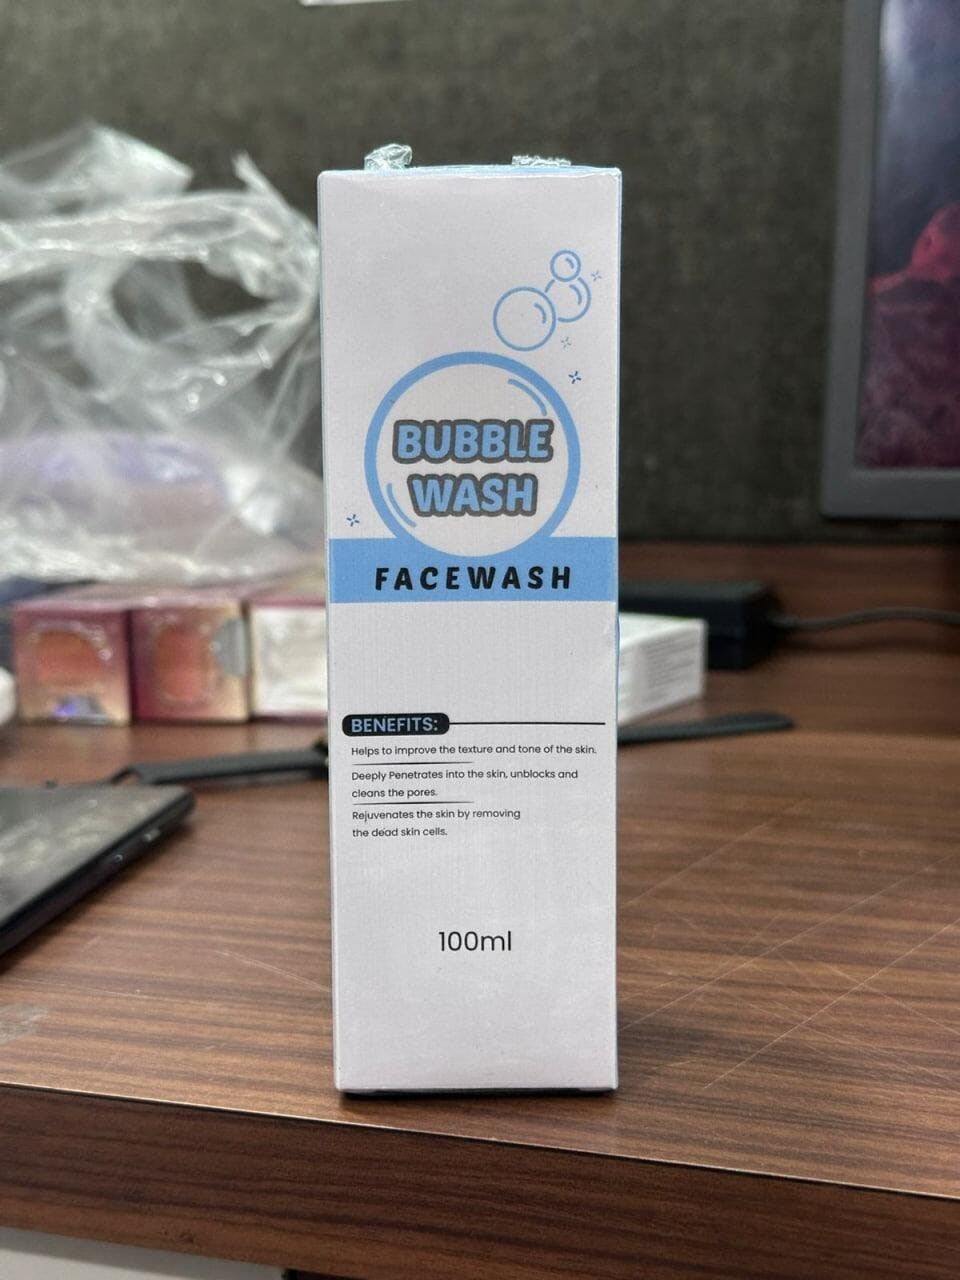 BUBBLE
WASH
FACEWASH
BENEFITS:
Helps to improve the texture and tone of the skin.
Deeply Penetrates into the skin, unblocks and
cleans the pores.
Rejuvenates the skin by removing
the dead skin cells.
100ml